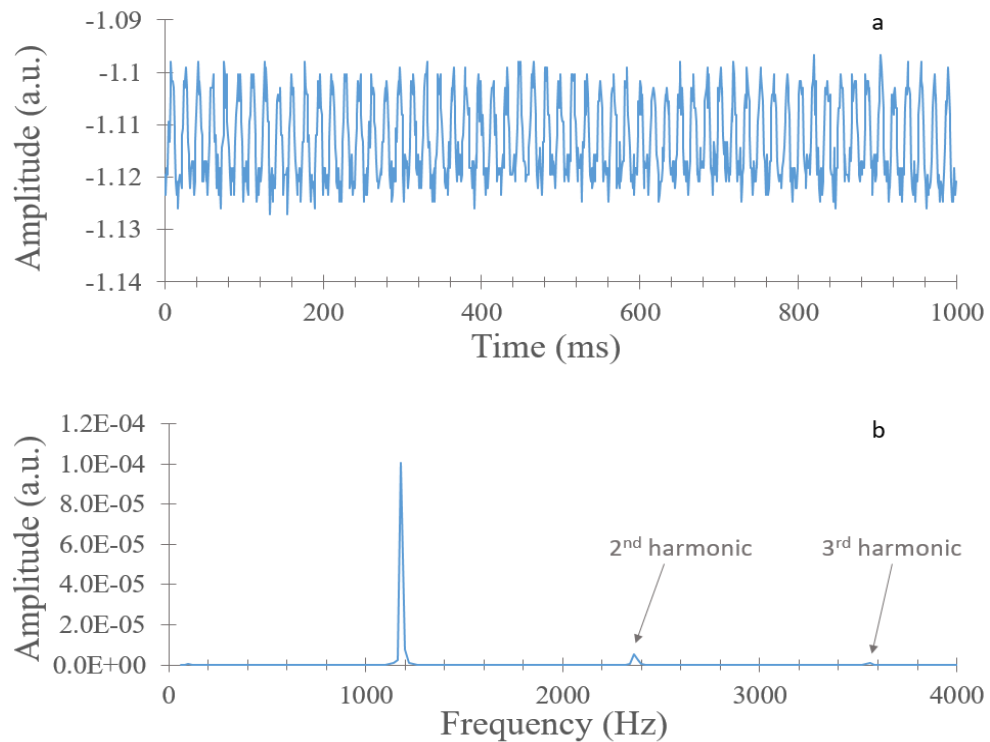 a
Amplitude (a.u.)
-1.09
-1.1
-1.11
-1.12
-1.13
-1.14
0 200 400 600 800 1000
Time (ms)
b
Amplitude (a.u.)
1.2E-04
1.0E-04
8.0E-05
6.0E-05
4.0E-05
2.0E-05
0.0E+00
2nd harmonic
3rd harmonic
0 1000 2000 3000 4000
Frequency (Hz)